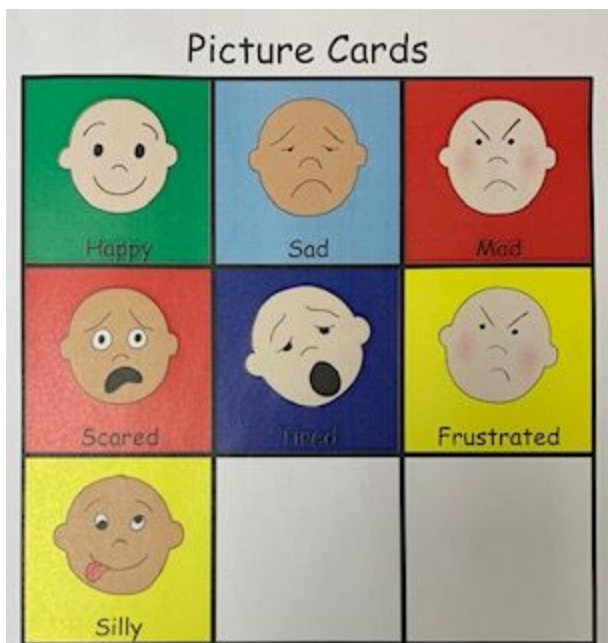 Picture Cards
Happy
Sad
Mad
Scared
Tired
Frustrated
Silly